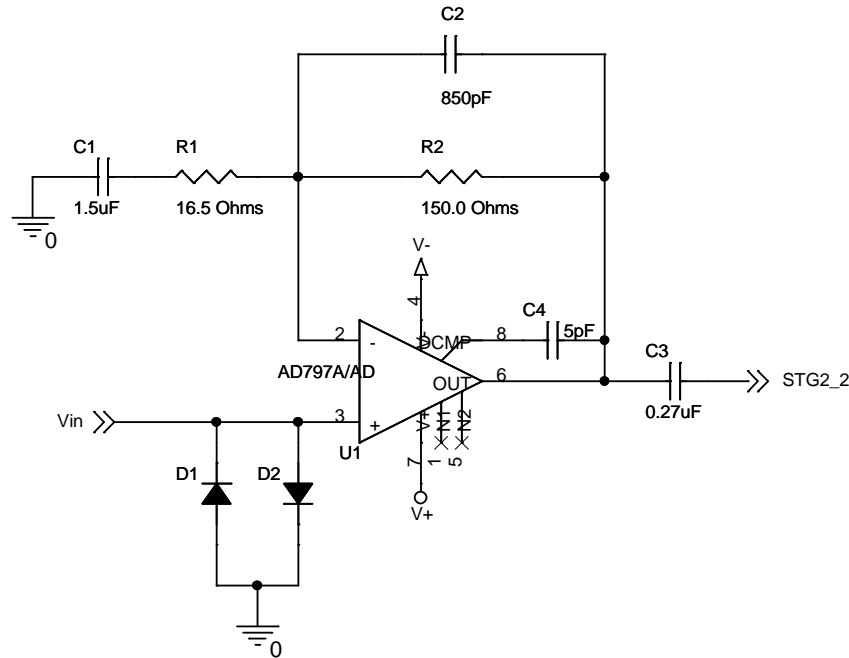 C2
850pF
C1
R1
R2
1.5uF
16.5 Ohms
150.0 Ohms
0
V-
4
C4
2
-
V-
DCMP
8
5pF
C3
AD797A/AD
OUT
6
STG2_2
0.27uF
Vin
3
+
V+
N1
N2
U1
D1
D2
7
1
5
V+
0